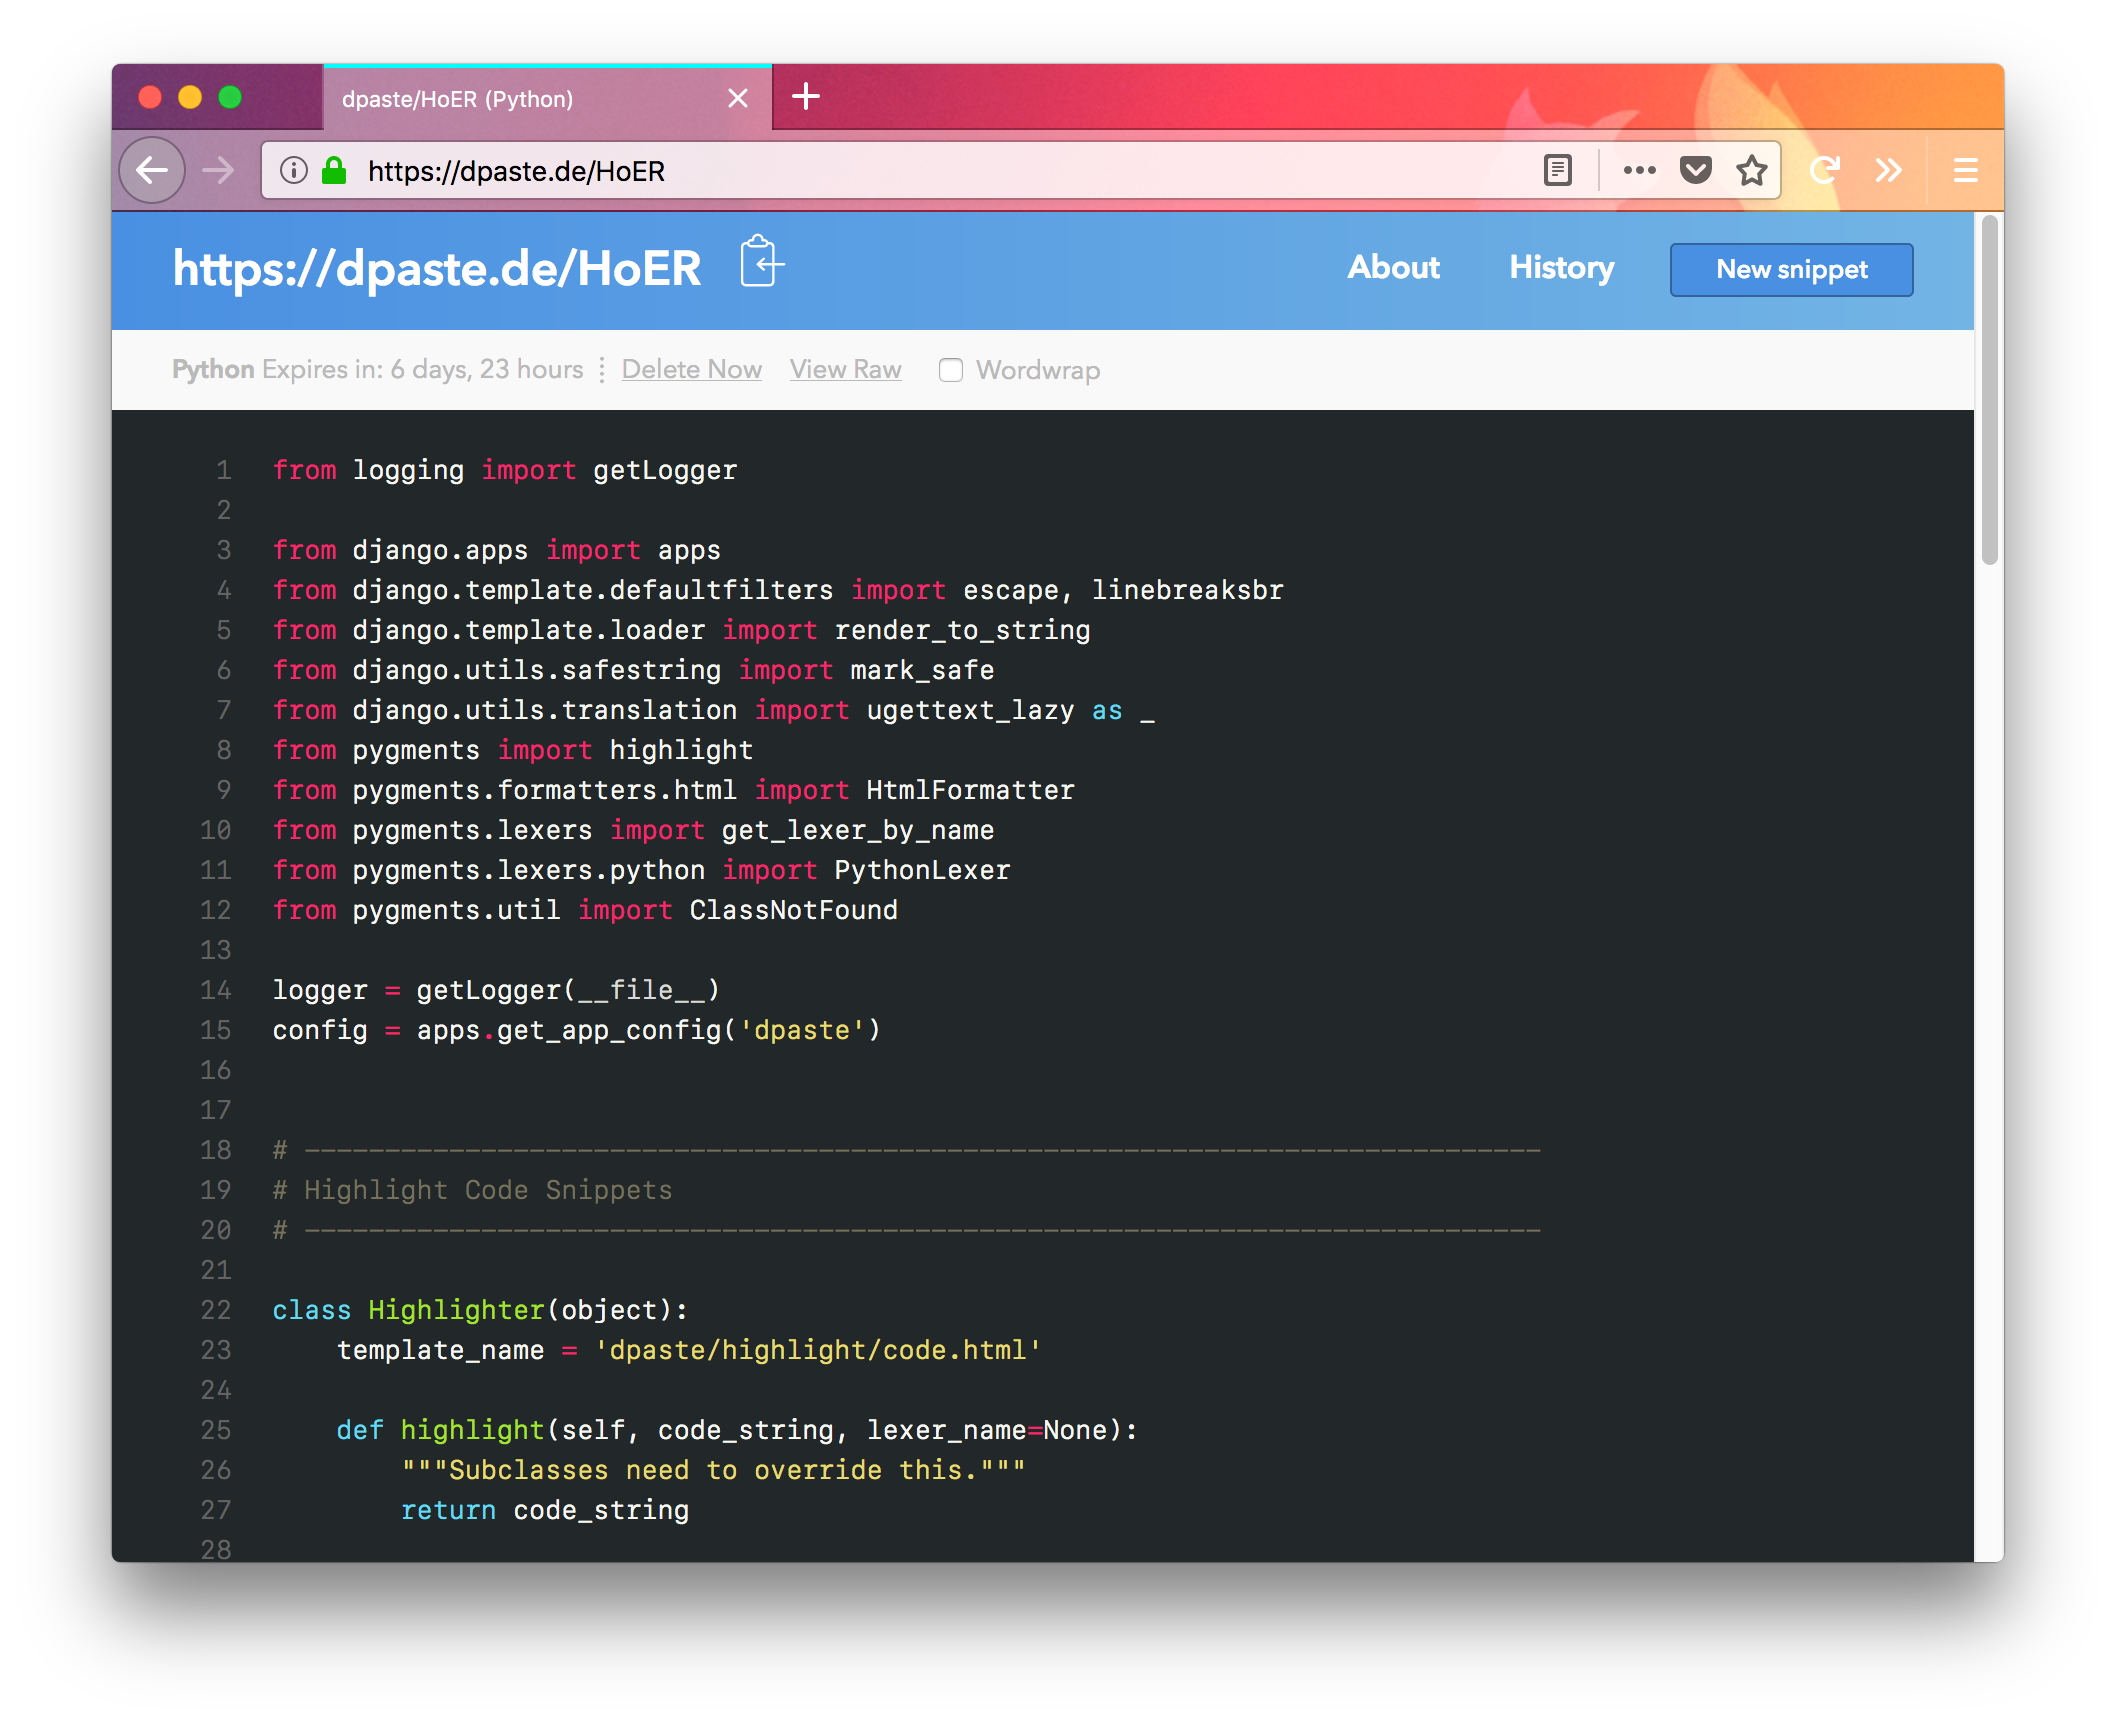 dpaste/HoER (Python)
https://dpaste.de/HoER
https://dpaste.de/HoER
About History New snippet
Python Expires in: 6 days, 23 hours Delete Now View Raw Wordwrap
1 from logging import getLogger
2
3 from django.apps import apps
4 from django.template.defaultfilters import escape, linebreaksbr
5 from django.template.loader import render_to_string
6 from django.utils.safestring import mark_safe
7 from django.utils.translation import ugettext_lazy as _
8 from pygments import highlight
9 from pygments.formatters.html import HtmlFormatter
10 from pygments.lexers import get_lexer_by_name
11 from pygments.lexers.python import PythonLexer
12 from pygments.util import ClassNotFound
13
14 logger = getLogger(__file__)
15 config = apps.get_app_config('dpaste')
16
17
18 # -----------------------------------------------------------------------------
19 # Highlight Code Snippets
20 # -----------------------------------------------------------------------------
21
22 class Highlighter(object):
23     template_name = 'dpaste/highlight/code.html'
24
25     def highlight(self, code_string, lexer_name=None):
26         """Subclasses need to override this."""
27         return code_string
28